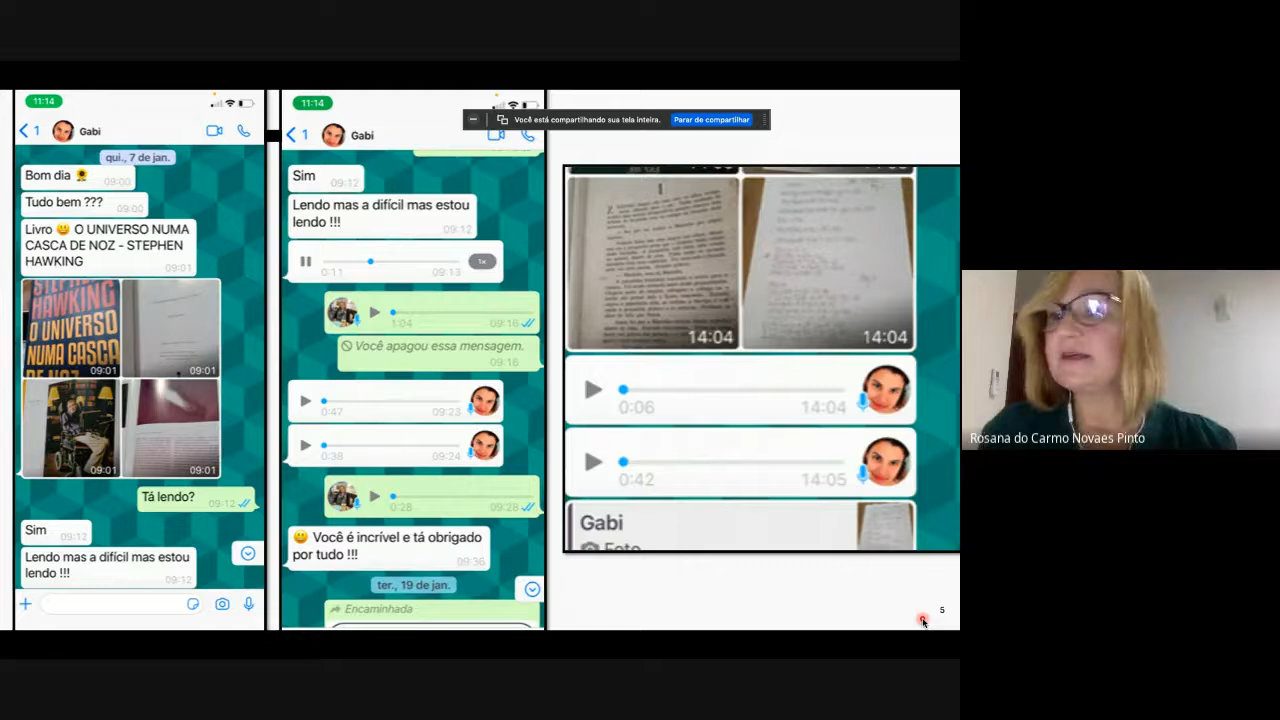 11:14
1
Gabi
qui., 7 de jan.
Bom dia 🌻
09:00
Tudo bem ???
09:00
Livro 😀 O UNIVERSO NUMA
CASCA DE NOZ - STEPHEN
HAWKING
09:01
STEPHEN
HAWKING
O UNIVERSO
NUMA CASCA
DE NOZ
09:01
09:01
09:01
09:01
Tá lendo?
09:12
Sim
09:12
Lendo mas a difícil mas estou
lendo !!!
09:12
11:14
1
Gabi
Sim
09:12
Lendo mas a difícil mas estou
lendo !!!
09:12
1x
0:11
09:13
1:04
09:16
Você apagou essa mensagem.
09:16
0:47
09:23
0:38
09:24
0:28
09:28
😀 Você é incrível e tá obrigado
por tudo !!!
09:36
ter., 19 de jan.
Encaminhada
Você está compartilhando sua tela inteira.
Parar de compartilhar
I
14:04
14:04
0:06
14:04
0:42
14:05
Gabi
Foto
5
Rosana do Carmo Novaes Pinto